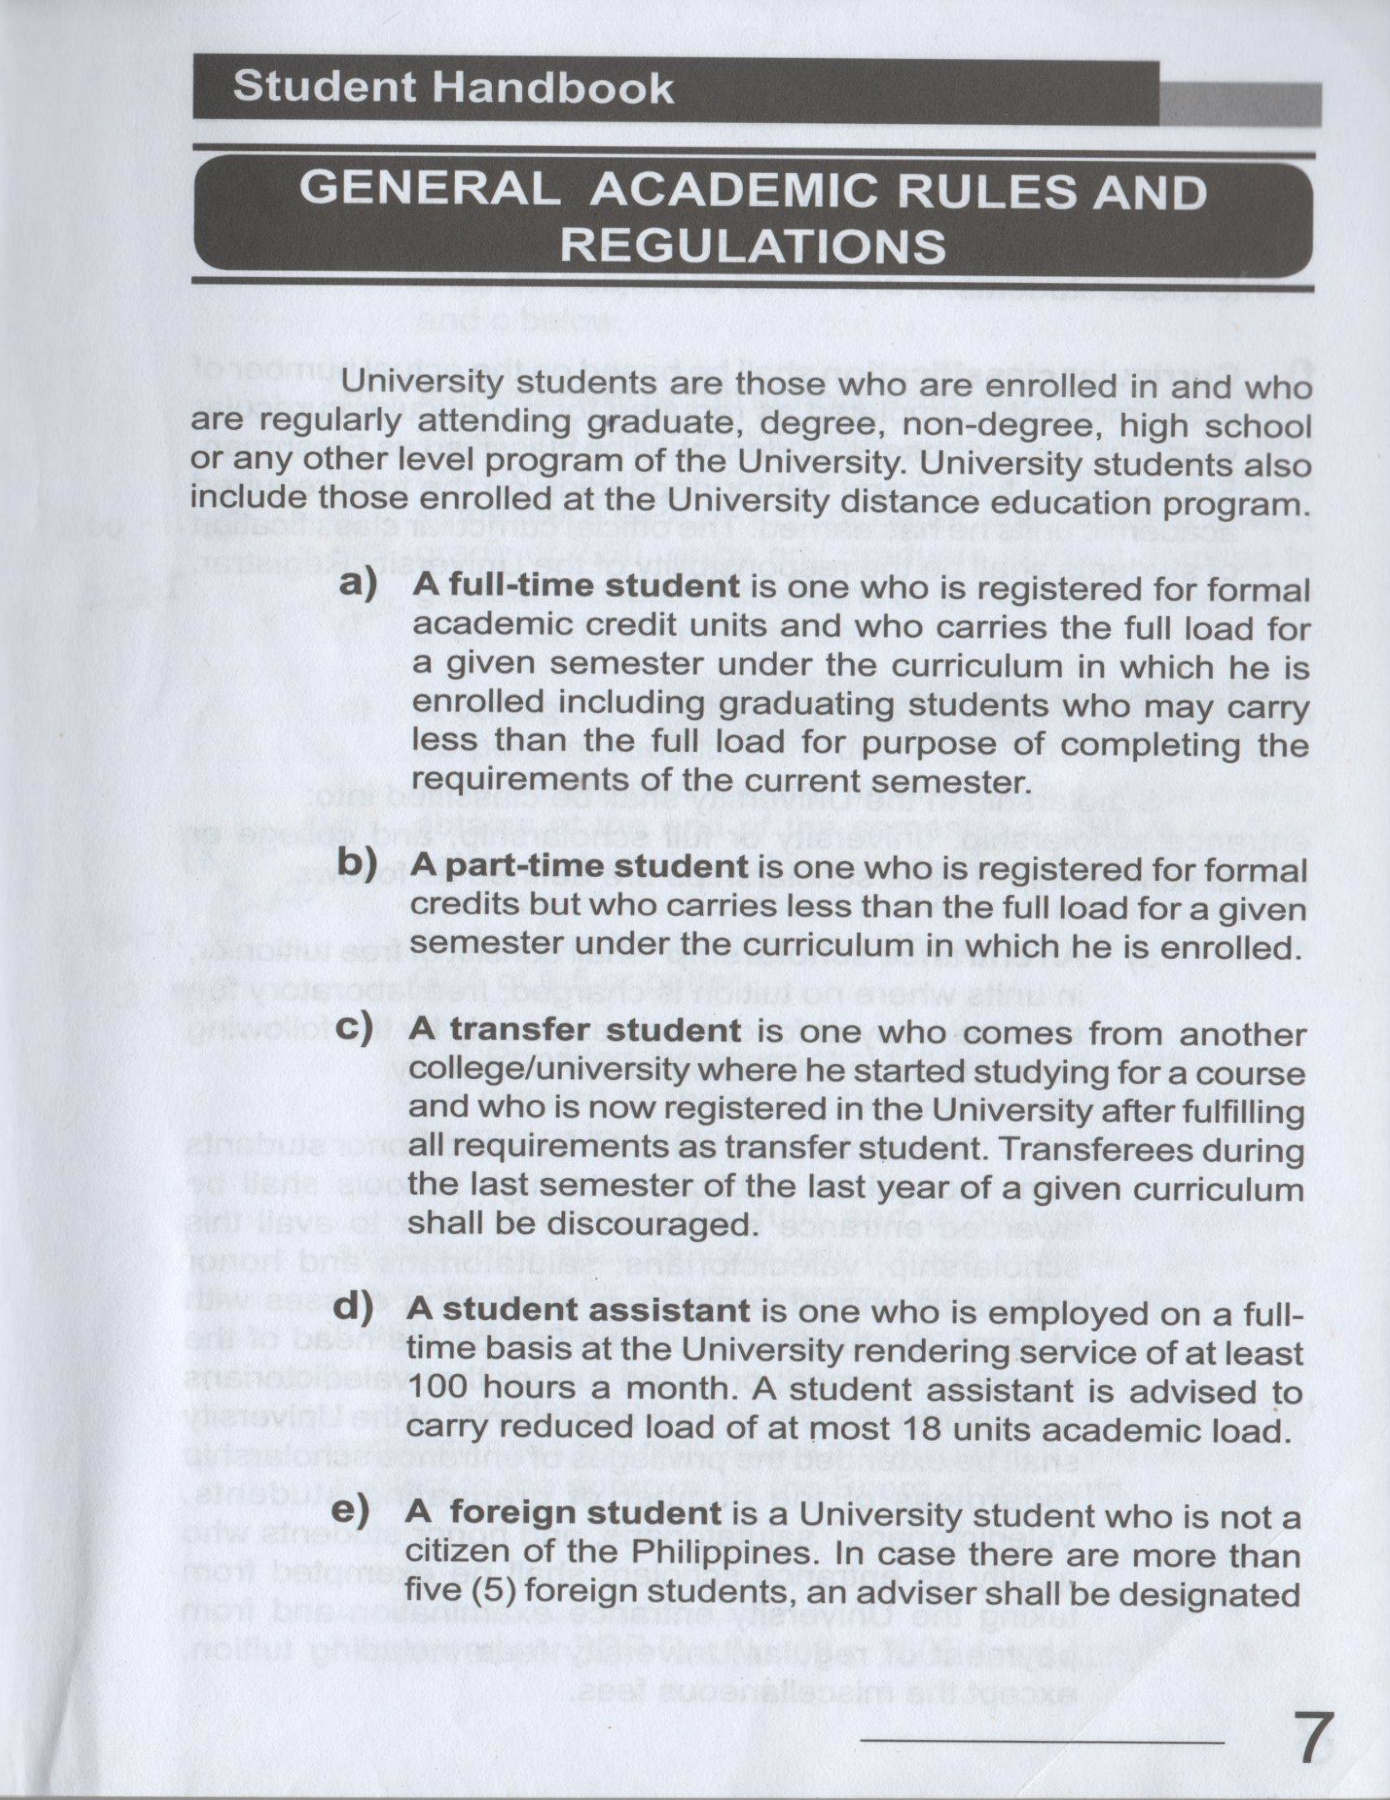 Student Handbook
GENERAL ACADEMIC RULES AND
REGULATIONS
University students are those who are enrolled in and who
are regularly attending graduate, degree, non-degree, high school
or any other level program of the University. University students also
include those enrolled at the University distance education program.
a) A full-time student is one who is registered for formal
academic credit units and who carries the full load for
a given semester under the curriculum in which he is
enrolled including graduating students who may carry
less than the full load for purpose of completing the
requirements of the current semester.
b) A part-time student is one who is registered for formal
credits but who carries less than the full load for a given
semester under the curriculum in which he is enrolled.
c) A transfer student is one who comes from another
college/university where he started studying for a course
and who is now registered in the University after fulfilling
all requirements as transfer student. Transferees during
the last semester of the last year of a given curriculum
shall be discouraged.
d) A student assistant is one who is employed on a full-
time basis at the University rendering service of at least
100 hours a month. A student assistant is advised to
carry reduced load of at most 18 units academic load.
e) A foreign student is a University student who is not a
citizen of the Philippines. In case there are more than
five (5) foreign students, an adviser shall be designated
7